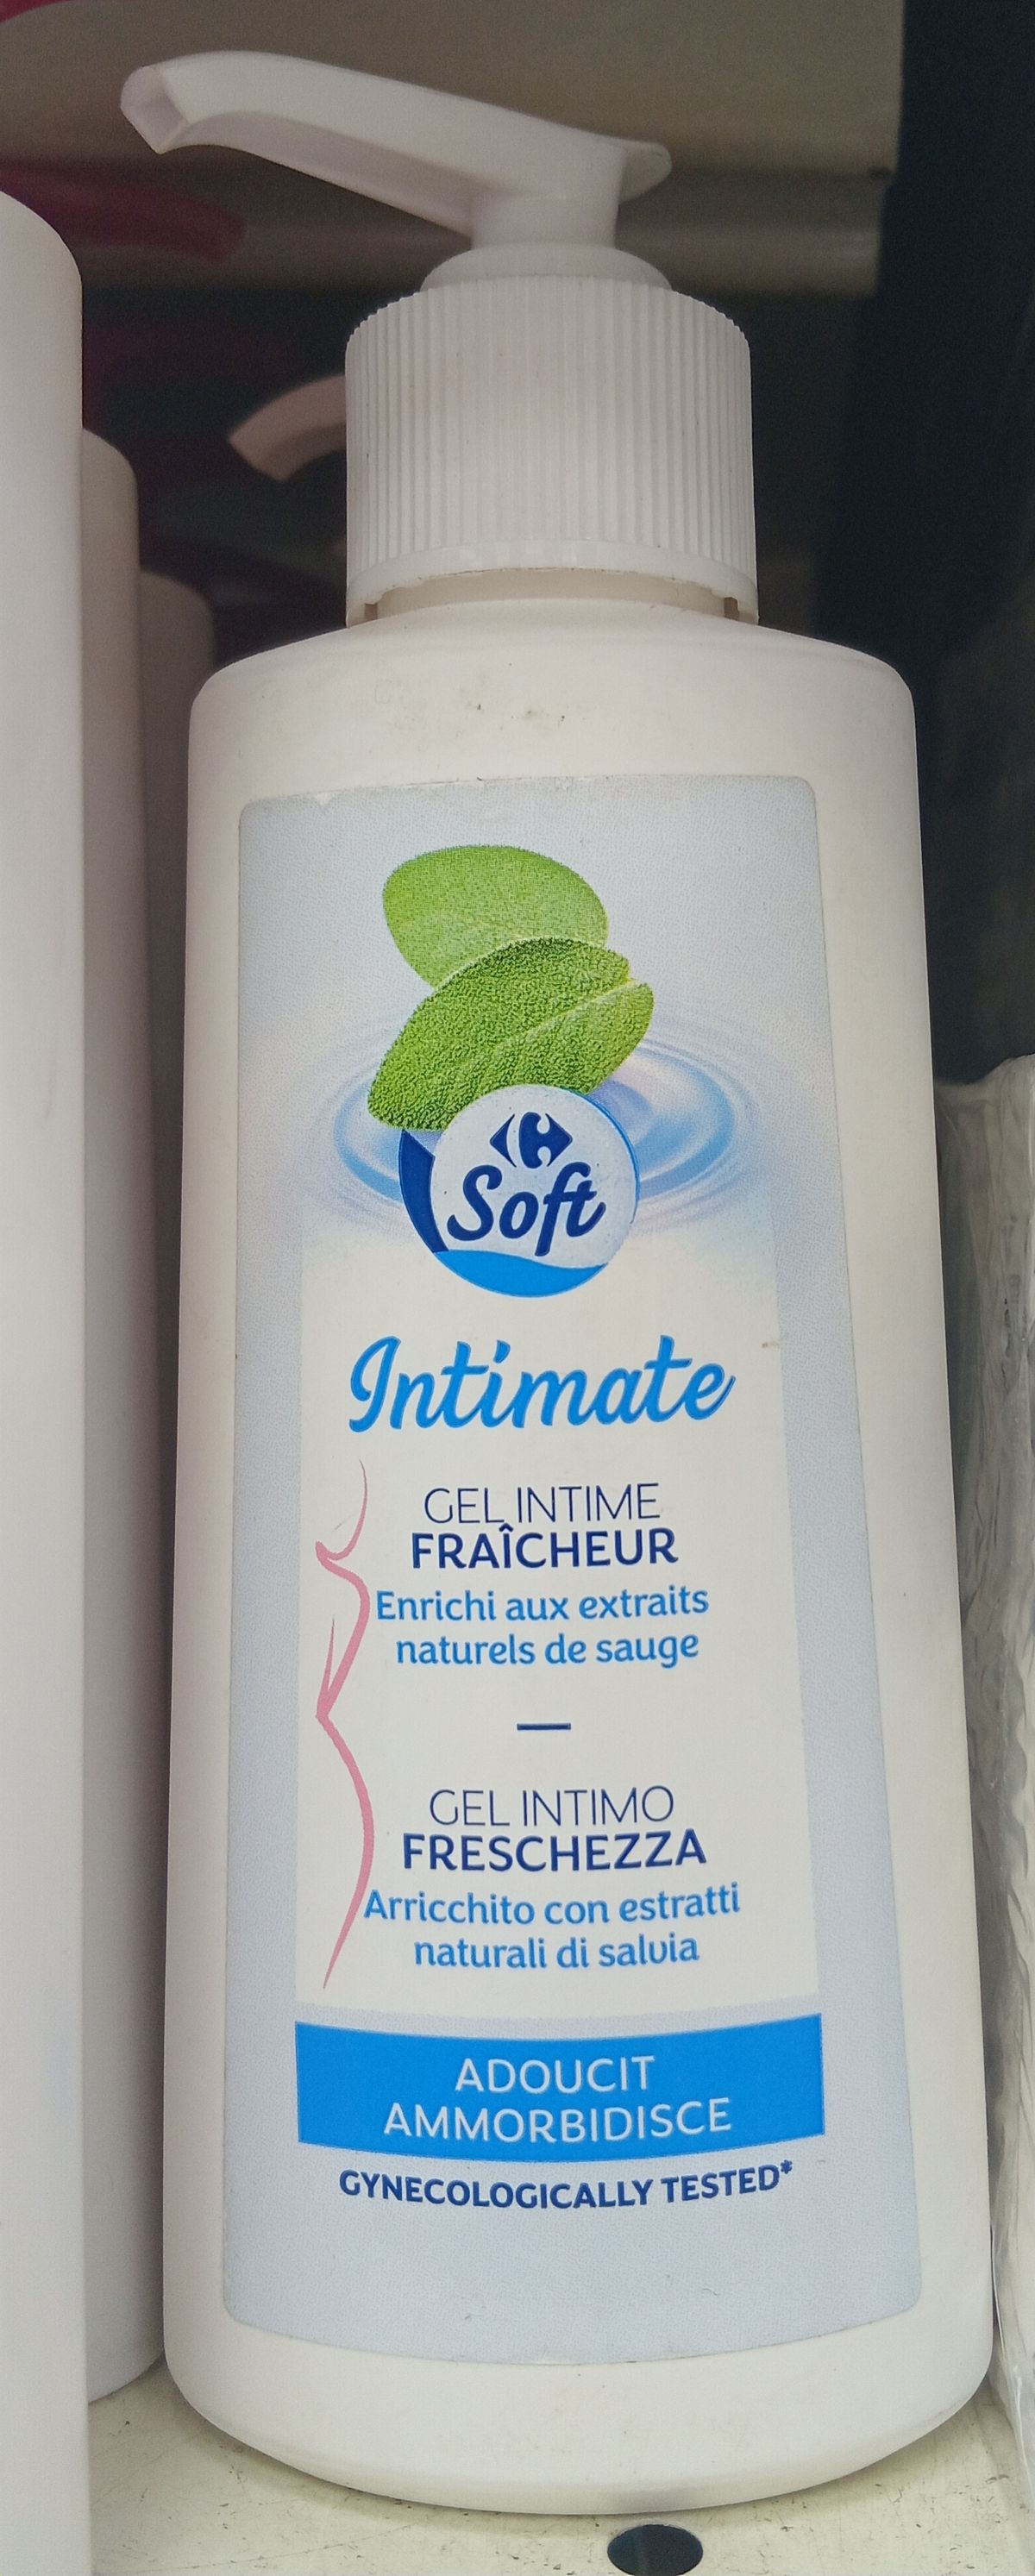 Soft
Intimate
GEL INTIME
FRAÎCHEUR
Enrichi aux extraits
naturels de sauge
—
GEL INTIMO
FRESCHEZZA
Arricchito con estratti
naturali di salvia
ADOUCIT
AMMORBIDISCE
GYNECOLOGICALLY TESTED*